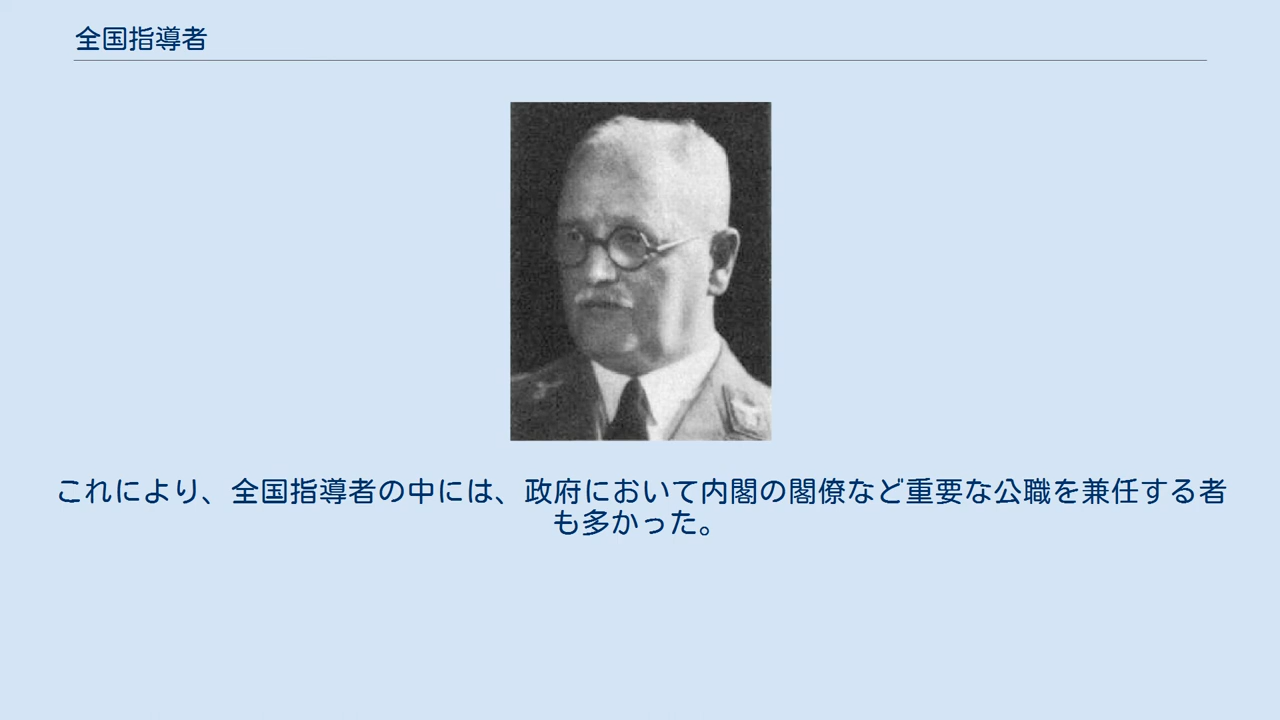 全国指導者
これにより、全国指導者の中には、政府において内閣の閣僚など重要な公職を兼任する者
も多かった。